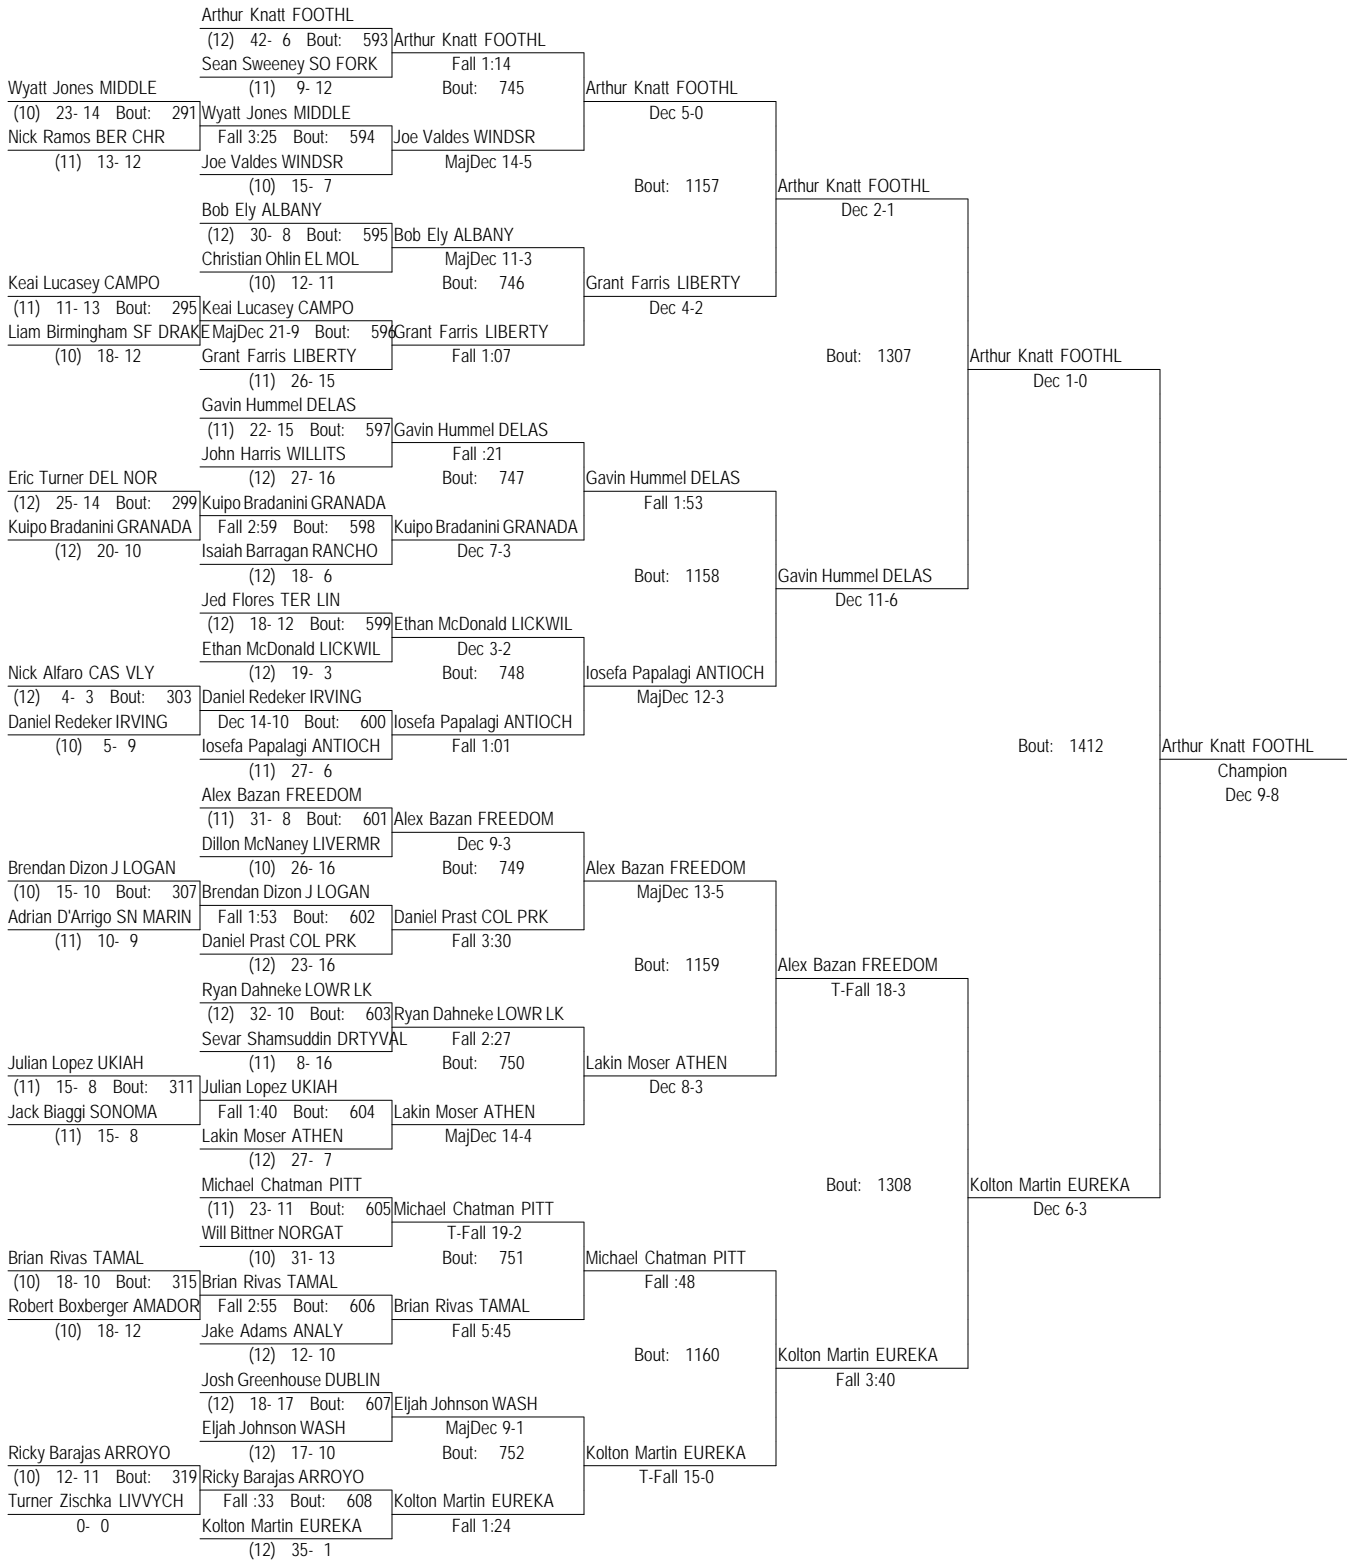 Arthur Knatt FOOTHL
(12) 42- 6 Bout: 593 Arthur Knatt FOOTHL
Sean Sweeney SO FORK Fall 1:14
Wyatt Jones MIDDLE (11) 9- 12 Bout: 745 Arthur Knatt FOOTHL
(10) 23- 14 Bout: 291 Wyatt Jones MIDDLE Dec 5-0
Nick Ramos BER CHR Fall 3:25 Bout: 594 Joe Valdes WINDSR
(11) 13- 12 Joe Valdes WINDSR MajDec 14-5
(10) 15- 7 Bout: 1157 Arthur Knatt FOOTHL
Bob Ely ALBANY Dec 2-1
(12) 30- 8 Bout: 595 Bob Ely ALBANY
Christian Ohlin EL MOL MajDec 11-3
Keai Lucasey CAMPO (10) 12- 11 Bout: 746 Grant Farris LIBERTY
(11) 11- 13 Bout: 295 Keai Lucasey CAMPO Dec 4-2
Liam Birmingham SF DRAKE MajDec 21-9 Bout: 596 Grant Farris LIBERTY
(10) 18- 12 Grant Farris LIBERTY Fall 1:07 Bout: 1307 Arthur Knatt FOOTHL
(11) 26- 15 Dec 1-0
Gavin Hummel DELAS
(11) 22- 15 Bout: 597 Gavin Hummel DELAS
John Harris WILLITS Fall :21
Eric Turner DEL NOR (12) 27- 16 Bout: 747 Gavin Hummel DELAS
(12) 25- 14 Bout: 299 Kuipo Bradanini GRANADA Fall 1:53
Kuipo Bradanini GRANADA Fall 2:59 Bout: 598 Kuipo Bradanini GRANADA
(12) 20- 10 Isaiah Barragan RANCHO Dec 7-3
(12) 18- 6 Bout: 1158 Gavin Hummel DELAS
Jed Flores TER LIN Dec 11-6
(12) 18- 12 Bout: 599 Ethan McDonald LICKWIL
Ethan McDonald LICKWIL Dec 3-2
Nick Alfaro CAS VLY (12) 19- 3 Bout: 748 Iosefa Papalagi ANTIOCH
(12) 4- 3 Bout: 303 Daniel Redeker IRVING MajDec 12-3
Daniel Redeker IRVING Dec 14-10 Bout: 600 Iosefa Papalagi ANTIOCH
(10) 5- 9 Iosefa Papalagi ANTIOCH Fall 1:01 Bout: 1412 Arthur Knatt FOOTHL
(11) 27- 6 Champion
Alex Bazan FREEDOM Dec 9-8
(11) 31- 8 Bout: 601 Alex Bazan FREEDOM
Dillon McNaney LIVERMR Dec 9-3
Brendan Dizon J LOGAN (10) 26- 16 Bout: 749 Alex Bazan FREEDOM
(10) 15- 10 Bout: 307 Brendan Dizon J LOGAN MajDec 13-5
Adrian D'Arrigo SN MARIN Fall 1:53 Bout: 602 Daniel Prast COL PRK
(11) 10- 9 Daniel Prast COL PRK Fall 3:30
(12) 23- 16 Bout: 1159 Alex Bazan FREEDOM
Ryan Dahneke LOWR LK T-Fall 18-3
(12) 32- 10 Bout: 603 Ryan Dahneke LOWR LK
Sevar Shamsuddin DRTYVAL Fall 2:27
Julian Lopez UKIAH (11) 8- 16 Bout: 750 Lakin Moser ATHEN
(11) 15- 8 Bout: 311 Julian Lopez UKIAH Dec 8-3
Jack Biaggi SONOMA Fall 1:40 Bout: 604 Lakin Moser ATHEN
(11) 15- 8 Lakin Moser ATHEN MajDec 14-4
(12) 27- 7
Michael Chatman PITT Bout: 1308 Kolton Martin EUREKA
(11) 23- 11 Bout: 605 Michael Chatman PITT Dec 6-3
Will Bittner NORGAT T-Fall 19-2
Brian Rivas TAMAL (10) 31- 13 Bout: 751 Michael Chatman PITT
(10) 18- 10 Bout: 315 Brian Rivas TAMAL Fall :48
Robert Boxberger AMADOR Fall 2:55 Bout: 606 Brian Rivas TAMAL
(10) 18- 12 Jake Adams ANALY Fall 5:45
(12) 12- 10 Bout: 1160 Kolton Martin EUREKA
Josh Greenhouse DUBLIN Fall 3:40
(12) 18- 17 Bout: 607 Eljah Johnson WASH
Eljah Johnson WASH MajDec 9-1
Ricky Barajas ARROYO (12) 17- 10 Bout: 752 Kolton Martin EUREKA
(10) 12- 11 Bout: 319 Ricky Barajas ARROYO T-Fall 15-0
Turner Zischka LIVVYCH Fall :33 Bout: 608 Kolton Martin EUREKA
0- 0 Kolton Martin EUREKA Fall 1:24
(12) 35- 1